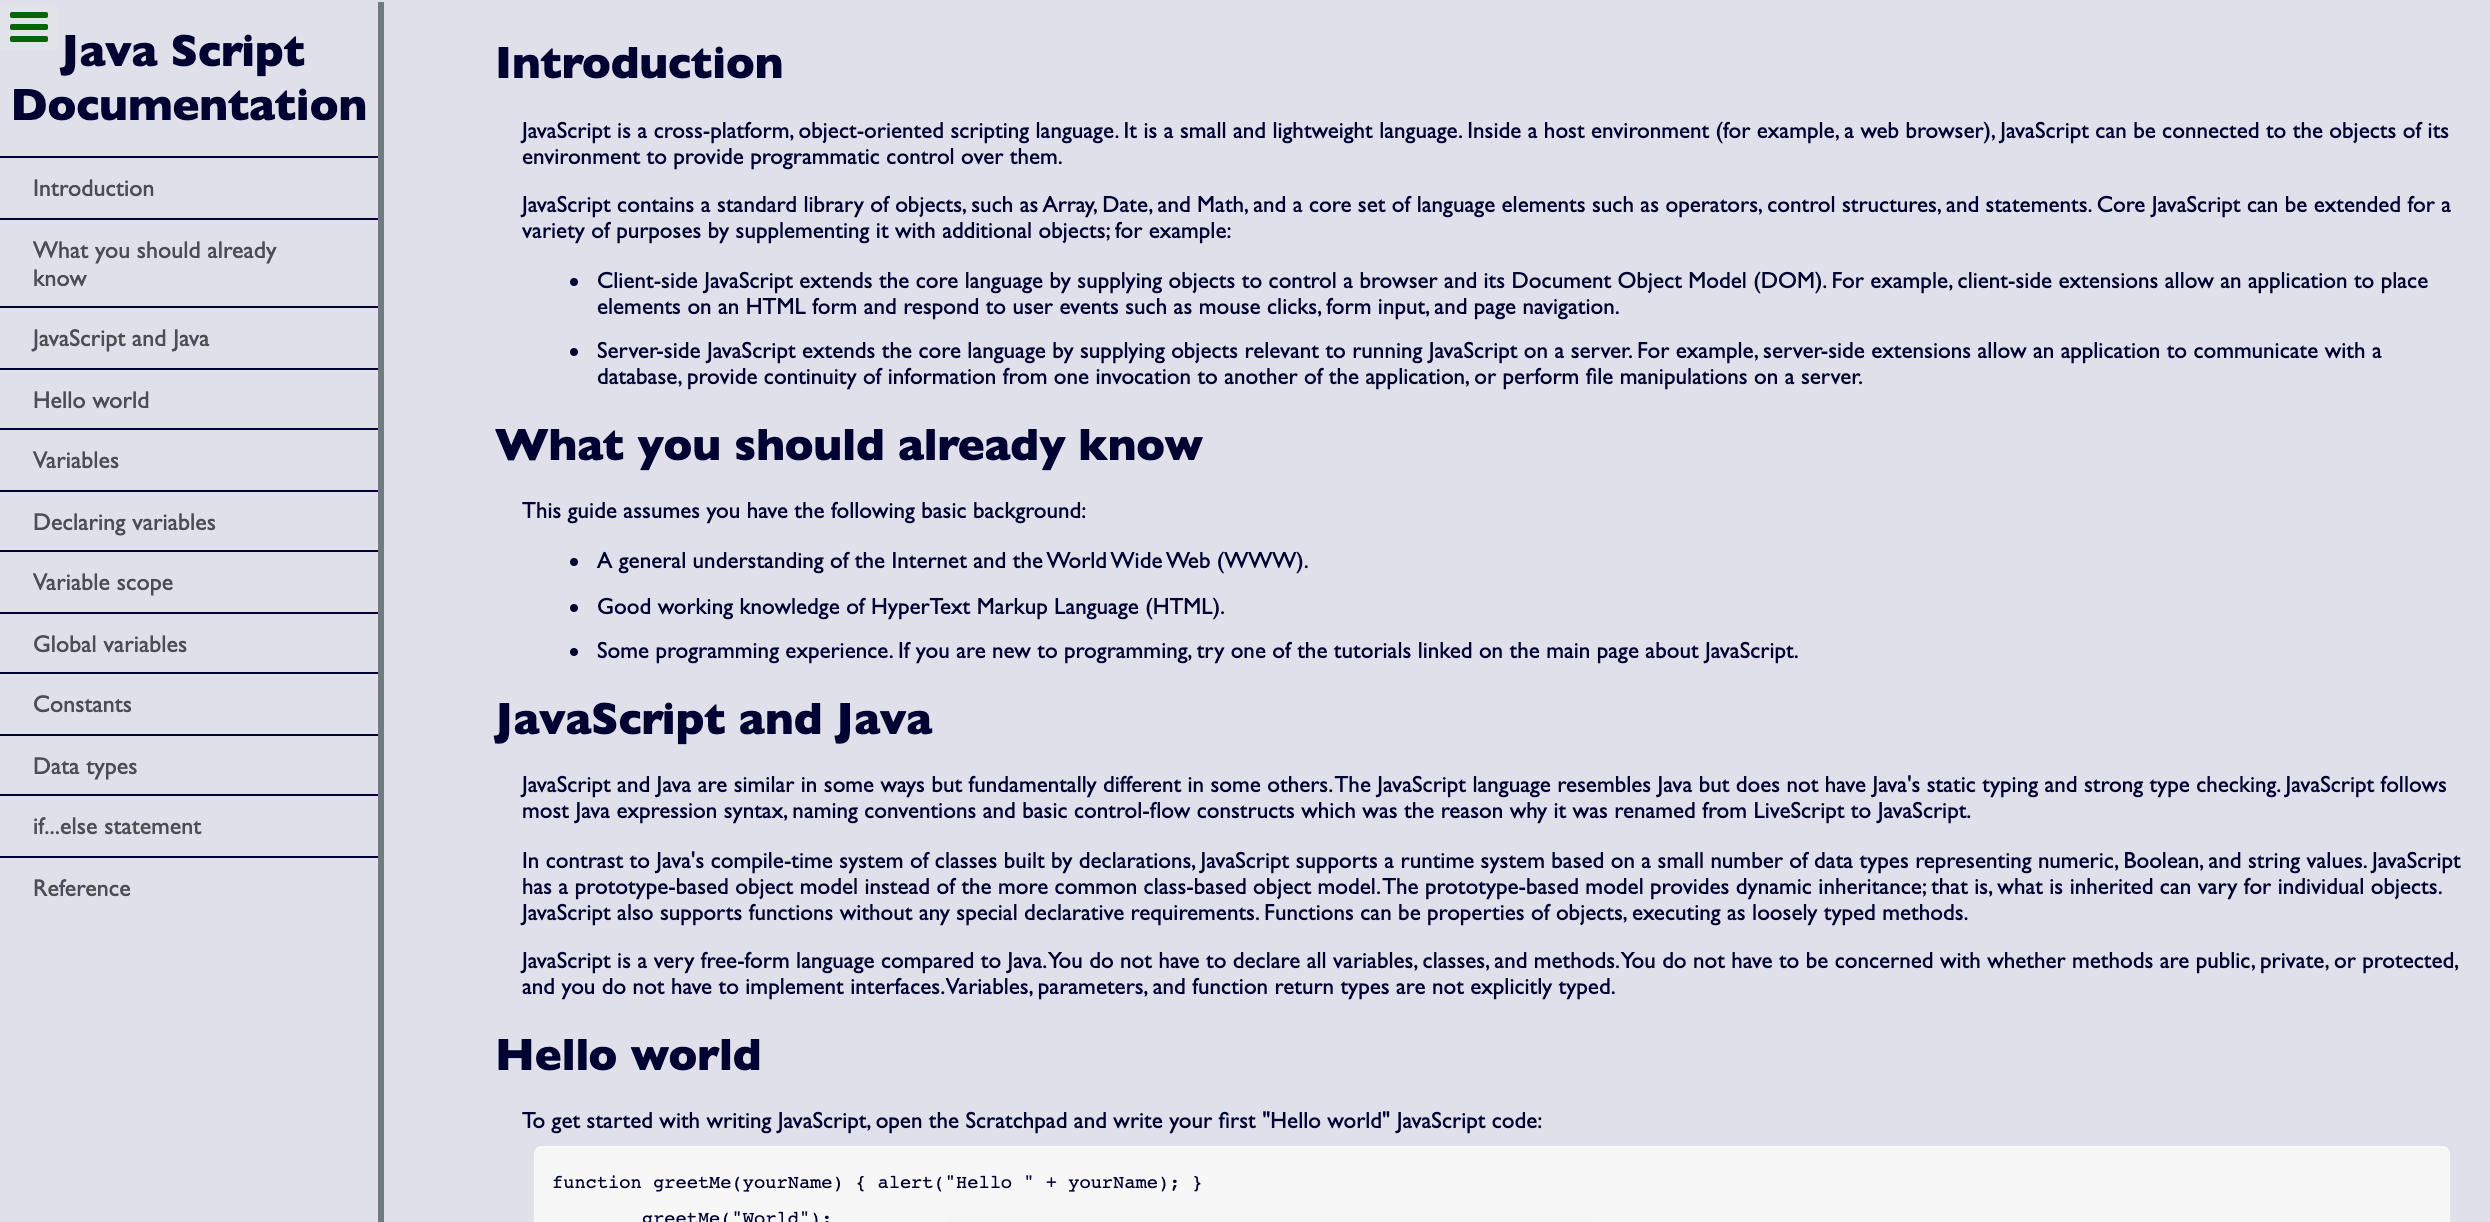 Java Script
Documentation
Introduction
What you should already
know
JavaScript and Java
Hello world
Variables
Declaring variables
Variable scope
Global variables
Constants
Data types
if...else statement
Reference
Introduction
JavaScript is a cross-platform, object-oriented scripting language. It is a small and lightweight language. Inside a host environment (for example, a web browser), JavaScript can be connected to the objects of its
environment to provide programmatic control over them.
JavaScript contains a standard library of objects, such as Array, Date, and Math, and a core set of language elements such as operators, control structures, and statements. Core JavaScript can be extended for a
variety of purposes by supplementing it with additional objects; for example:
• Client-side JavaScript extends the core language by supplying objects to control a browser and its Document Object Model (DOM). For example, client-side extensions allow an application to place
elements on an HTML form and respond to user events such as mouse clicks, form input, and page navigation.
• Server-side JavaScript extends the core language by supplying objects relevant to running JavaScript on a server. For example, server-side extensions allow an application to communicate with a
database, provide continuity of information from one invocation to another of the application, or perform file manipulations on a server.
What you should already know
This guide assumes you have the following basic background:
• A general understanding of the Internet and the World Wide Web (WWW).
• Good working knowledge of HyperText Markup Language (HTML).
• Some programming experience. If you are new to programming, try one of the tutorials linked on the main page about JavaScript.
JavaScript and Java
JavaScript and Java are similar in some ways but fundamentally different in some others. The JavaScript language resembles Java but does not have Java's static typing and strong type checking. JavaScript follows
most Java expression syntax, naming conventions and basic control-flow constructs which was the reason why it was renamed from LiveScript to JavaScript.
In contrast to Java's compile-time system of classes built by declarations, JavaScript supports a runtime system based on a small number of data types representing numeric, Boolean, and string values. JavaScript
has a prototype-based object model instead of the more common class-based object model. The prototype-based model provides dynamic inheritance; that is, what is inherited can vary for individual objects.
JavaScript also supports functions without any special declarative requirements. Functions can be properties of objects, executing as loosely typed methods.
JavaScript is a very free-form language compared to Java. You do not have to declare all variables, classes, and methods. You do not have to be concerned with whether methods are public, private, or protected,
and you do not have to implement interfaces. Variables, parameters, and function return types are not explicitly typed.
Hello world
To get started with writing JavaScript, open the Scratchpad and write your first "Hello world" JavaScript code:
function greetMe(yourName) { alert("Hello " + yourName); }
greetMe("World");